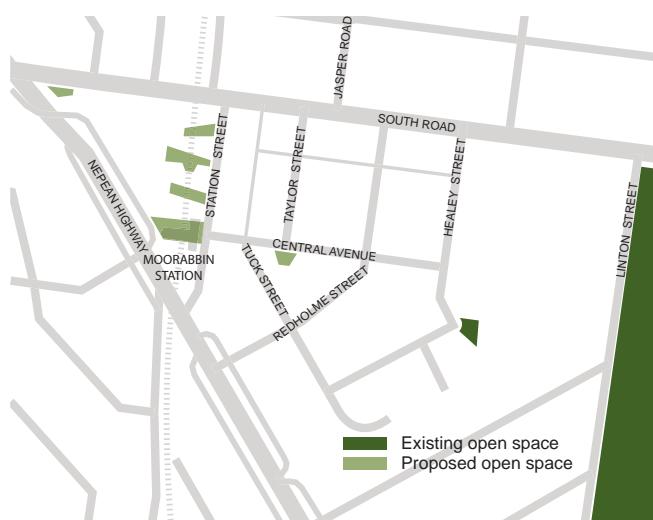 JASPER ROAD
SOUTH ROAD
STATION STREET
TAYLOR STREET
HEALEY STREET
LINTON STREET
NEPEAN HIGHWAY
CENTRAL AVENUE
MOORABBIN
STATION
TUCK STREET
REDHOLME STREET
Existing open space
Proposed open space